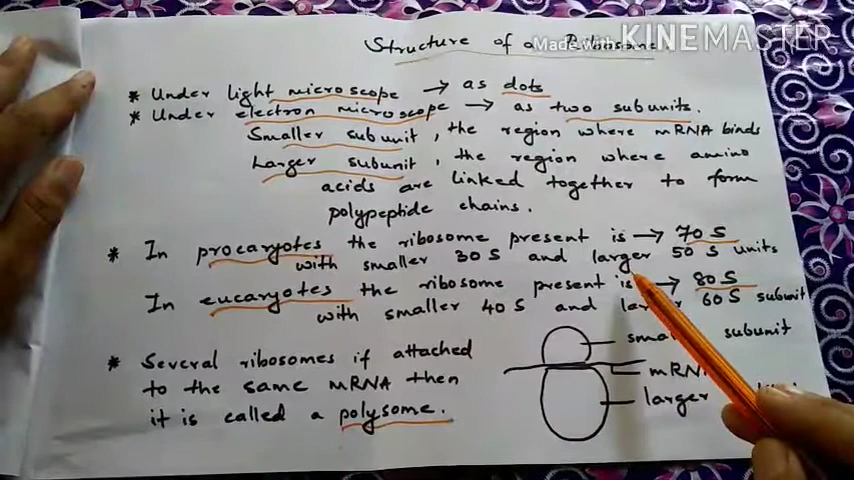 Made with KINEMASTER
Structure of a Ribosome.
* Under light microscope → as dots
* Under electron microscope → as two subunits.
Smaller subunit, the region where mRNA binds
Larger subunit, the region where amino
acids are linked together to form
polypeptide chains.
* In procaryotes the ribosome present is → 70 S
with smaller 30 S and larger 50 S units
In eucaryotes the ribosome present is → 80 S
with smaller 40 S and 60 S subunit
subunit
* Several ribosomes if attached
to the same mRNA then
it is called a polysome.
mRN
larger